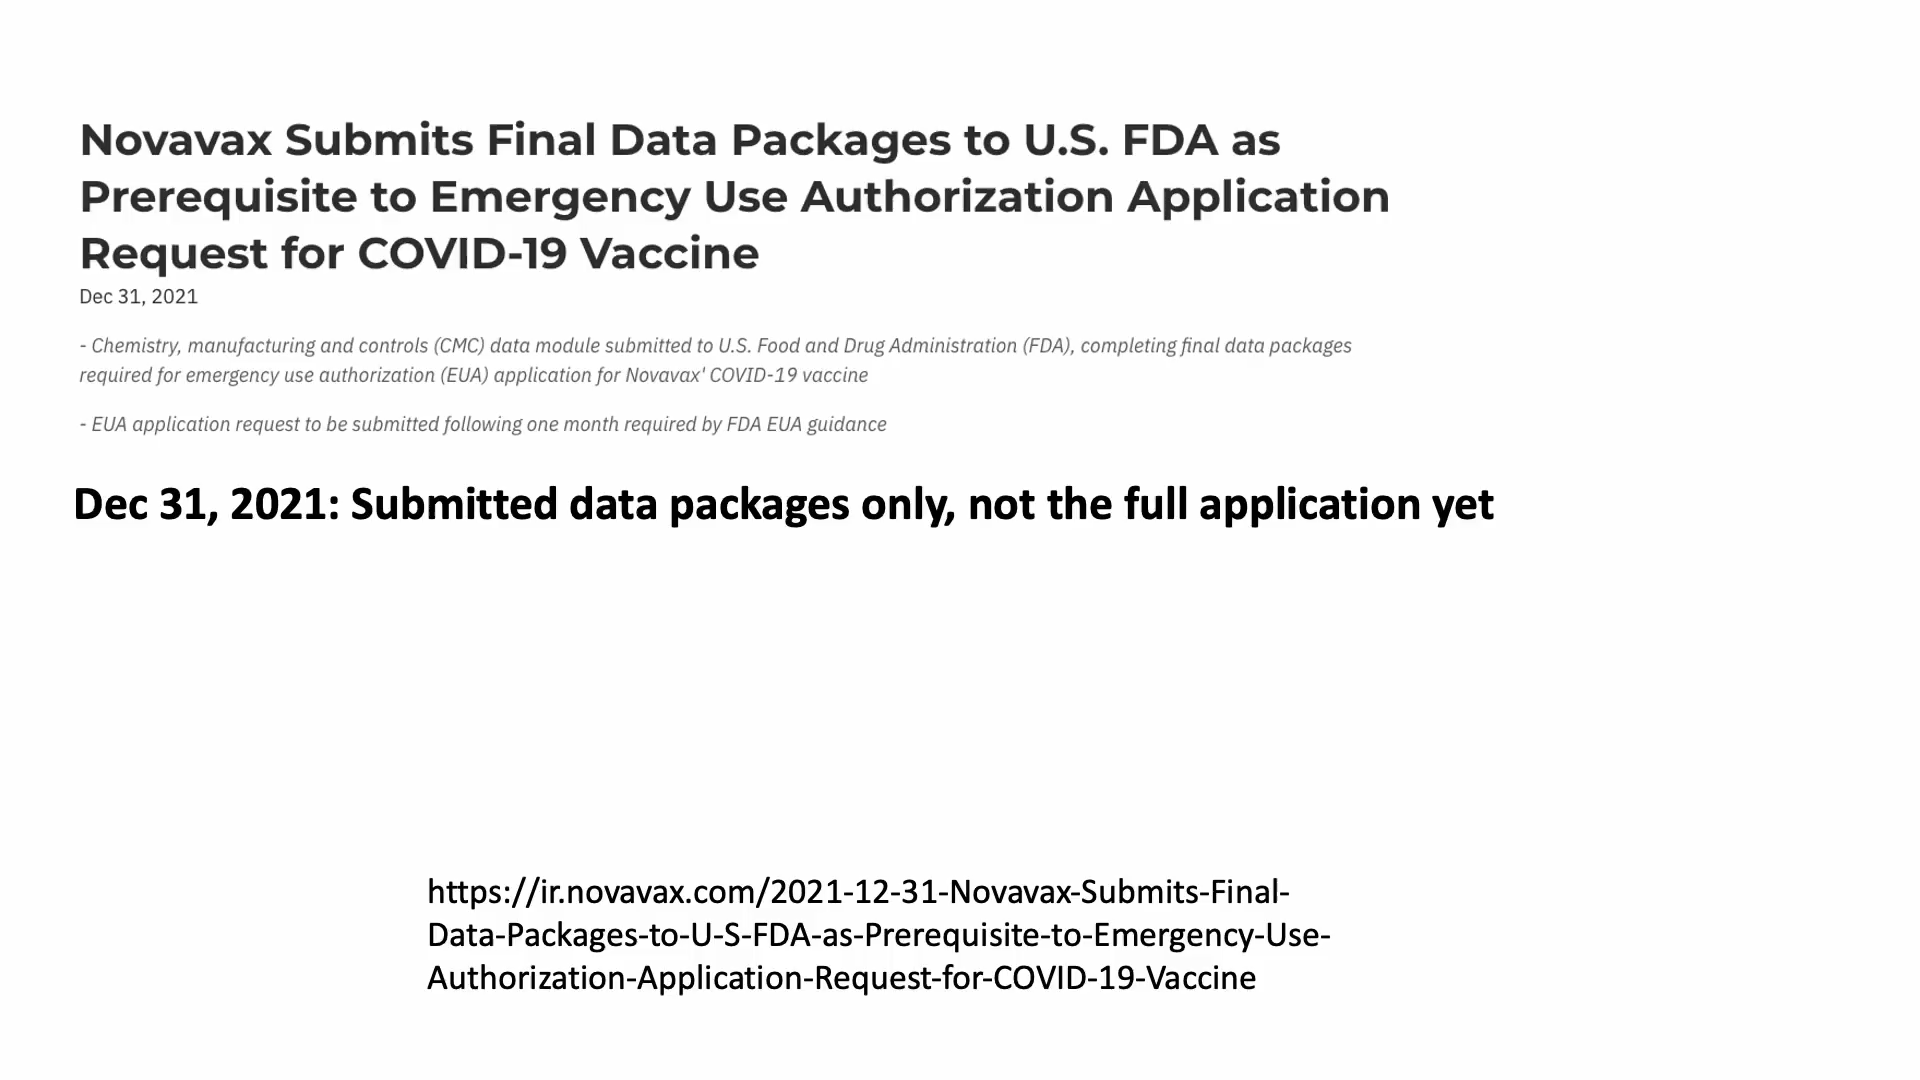 Novavax Submits Final Data Packages to U.S. FDA as
Prerequisite to Emergency Use Authorization Application
Request for COVID-19 Vaccine
Dec 31, 2021
- Chemistry, manufacturing and controls (CMC) data module submitted to U.S. Food and Drug Administration (FDA), completing final data packages
required for emergency use authorization (EUA) application for Novavax' COVID-19 vaccine
- EUA application request to be submitted following one month required by FDA EUA guidance
Dec 31, 2021: Submitted data packages only, not the full application yet
https://ir.novavax.com/2021-12-31-Novavax-Submits-Final-
Data-Packages-to-U-S-FDA-as-Prerequisite-to-Emergency-Use-
Authorization-Application-Request-for-COVID-19-Vaccine